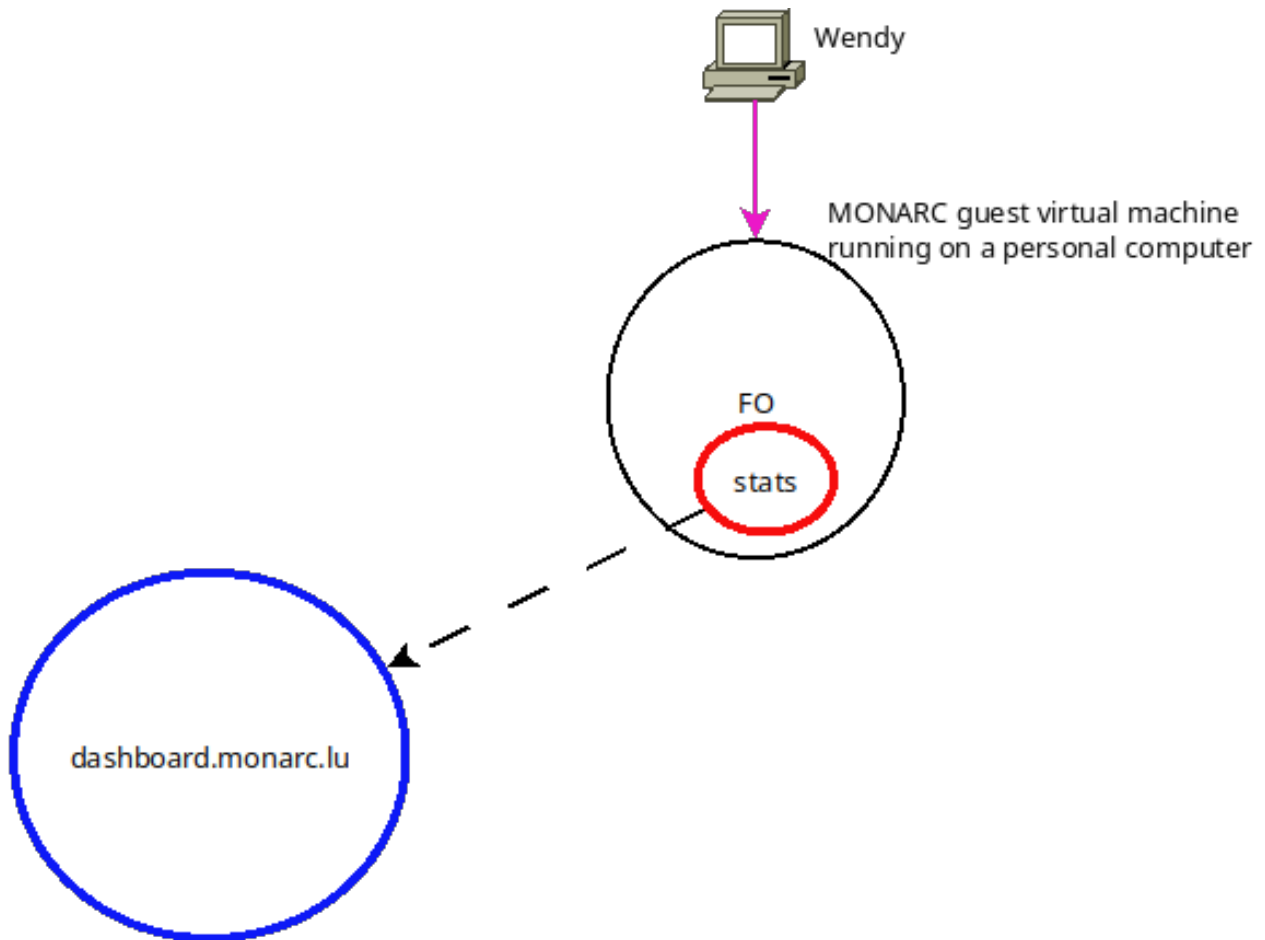 Wendy
MONARC guest virtual machine
running on a personal computer
FO
stats
dashboard.monarc.lu